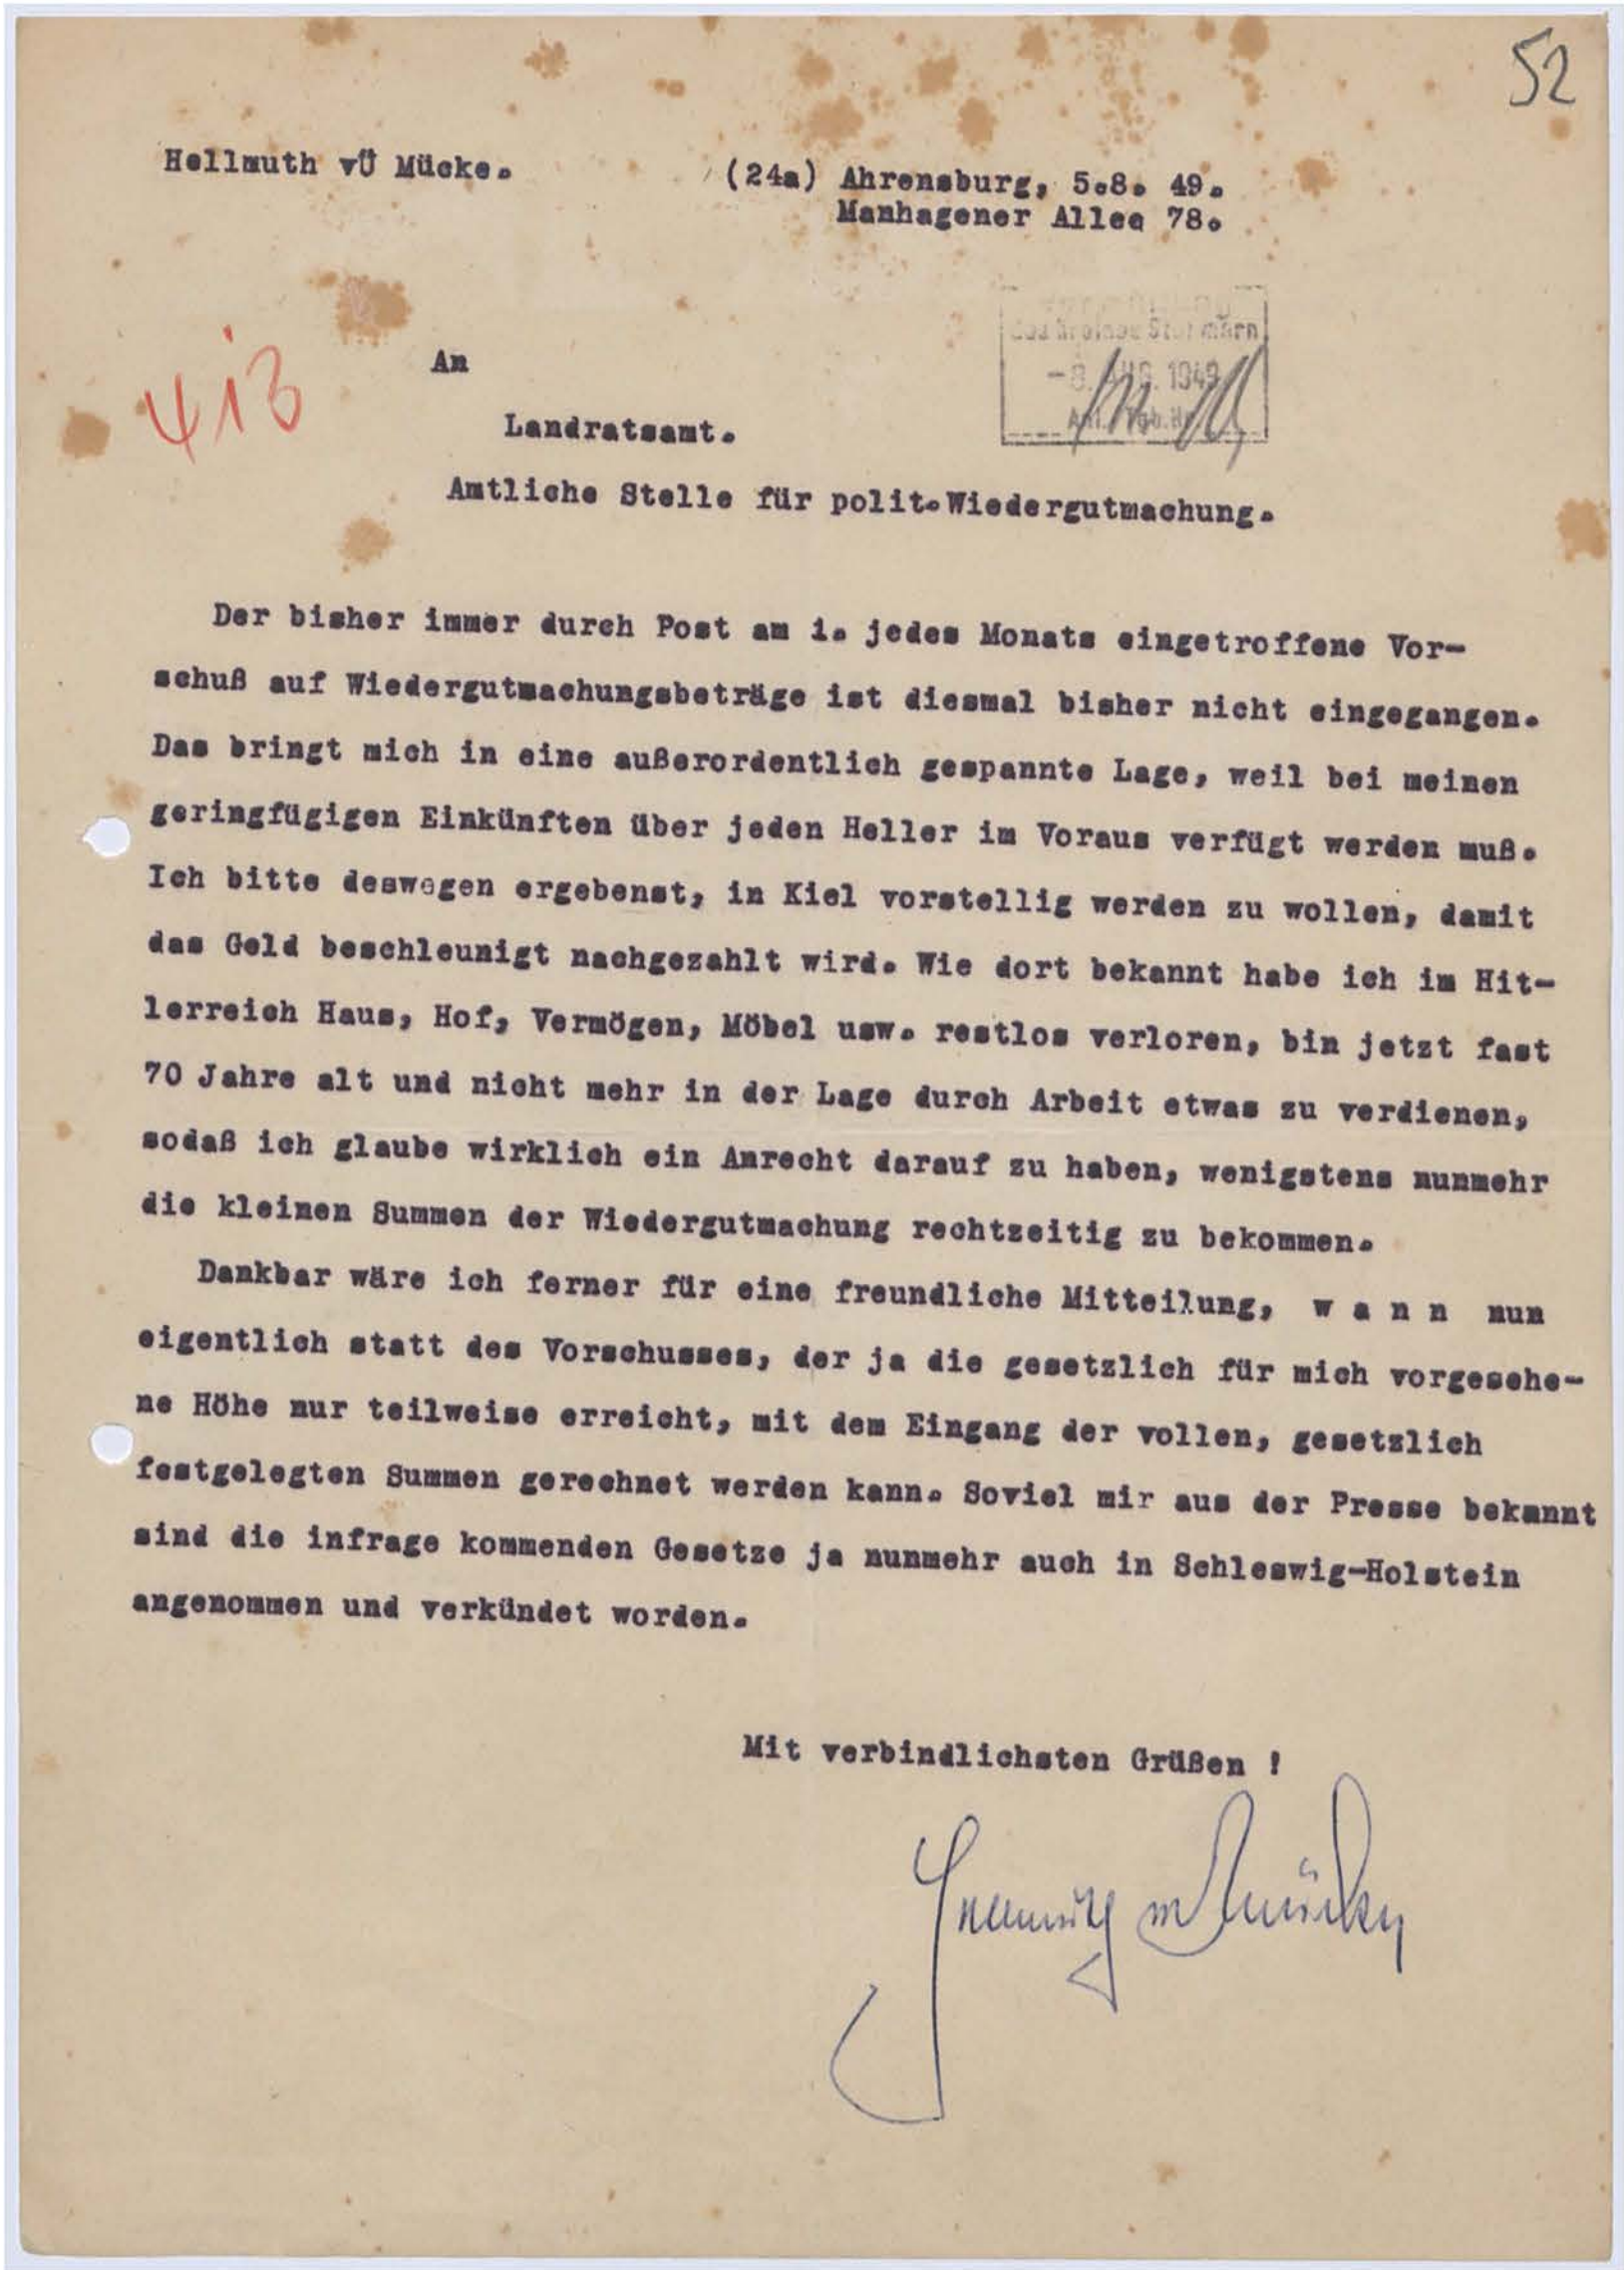 52
Hellmuth vÜ Mücke.
(24a) Ahrensburg, 5.8. 49.
Manhagener Allee 78.
des Kreises Stormarn
-8. AUG. 1949
413
An
Landratsamt.
Amtliche Stelle für polit.Wiedergutmachung.
Der bisher immer durch Post am 1. jedes Monats eingetroffene Vor-
schuß auf Wiedergutmachungsbeträge ist diesmal bisher nicht eingegangen.
Das bringt mich in eine außerordentlich gespannte Lage, weil bei meinen
geringfügigen Einkünften über jeden Heller im Voraus verfügt werden muß.
Ich bitte deswegen ergebenst, in Kiel vorstellig werden zu wollen, damit
das Geld beschleunigt nachgezahlt wird. Wie dort bekannt habe ich im Hit-
lerreich Haus, Hof, Vermögen, Möbel usw. restlos verloren, bin jetzt fast
70 Jahre alt und nicht mehr in der Lage durch Arbeit etwas zu verdienen,
sodaß ich glaube wirklich ein Anrecht darauf zu haben, wenigstens nunmehr
die kleinen Summen der Wiedergutmachung rechtzeitig zu bekommen.
Dankbar wäre ich ferner für eine freundliche Mitteilung, w a n n nun
eigentlich statt des Vorschusses, der ja die gesetzlich für mich vorgesehe-
ne Höhe nur teilweise erreicht, mit dem Eingang der vollen, gesetzlich
festgelegten Summen gerechnet werden kann. Soviel mir aus der Presse bekannt
sind die infrage kommenden Gesetze ja nunmehr auch in Schleswig-Holstein
angenommen und verkündet worden.
Mit verbindlichsten Grüßen !
Hellmuth v Mücke